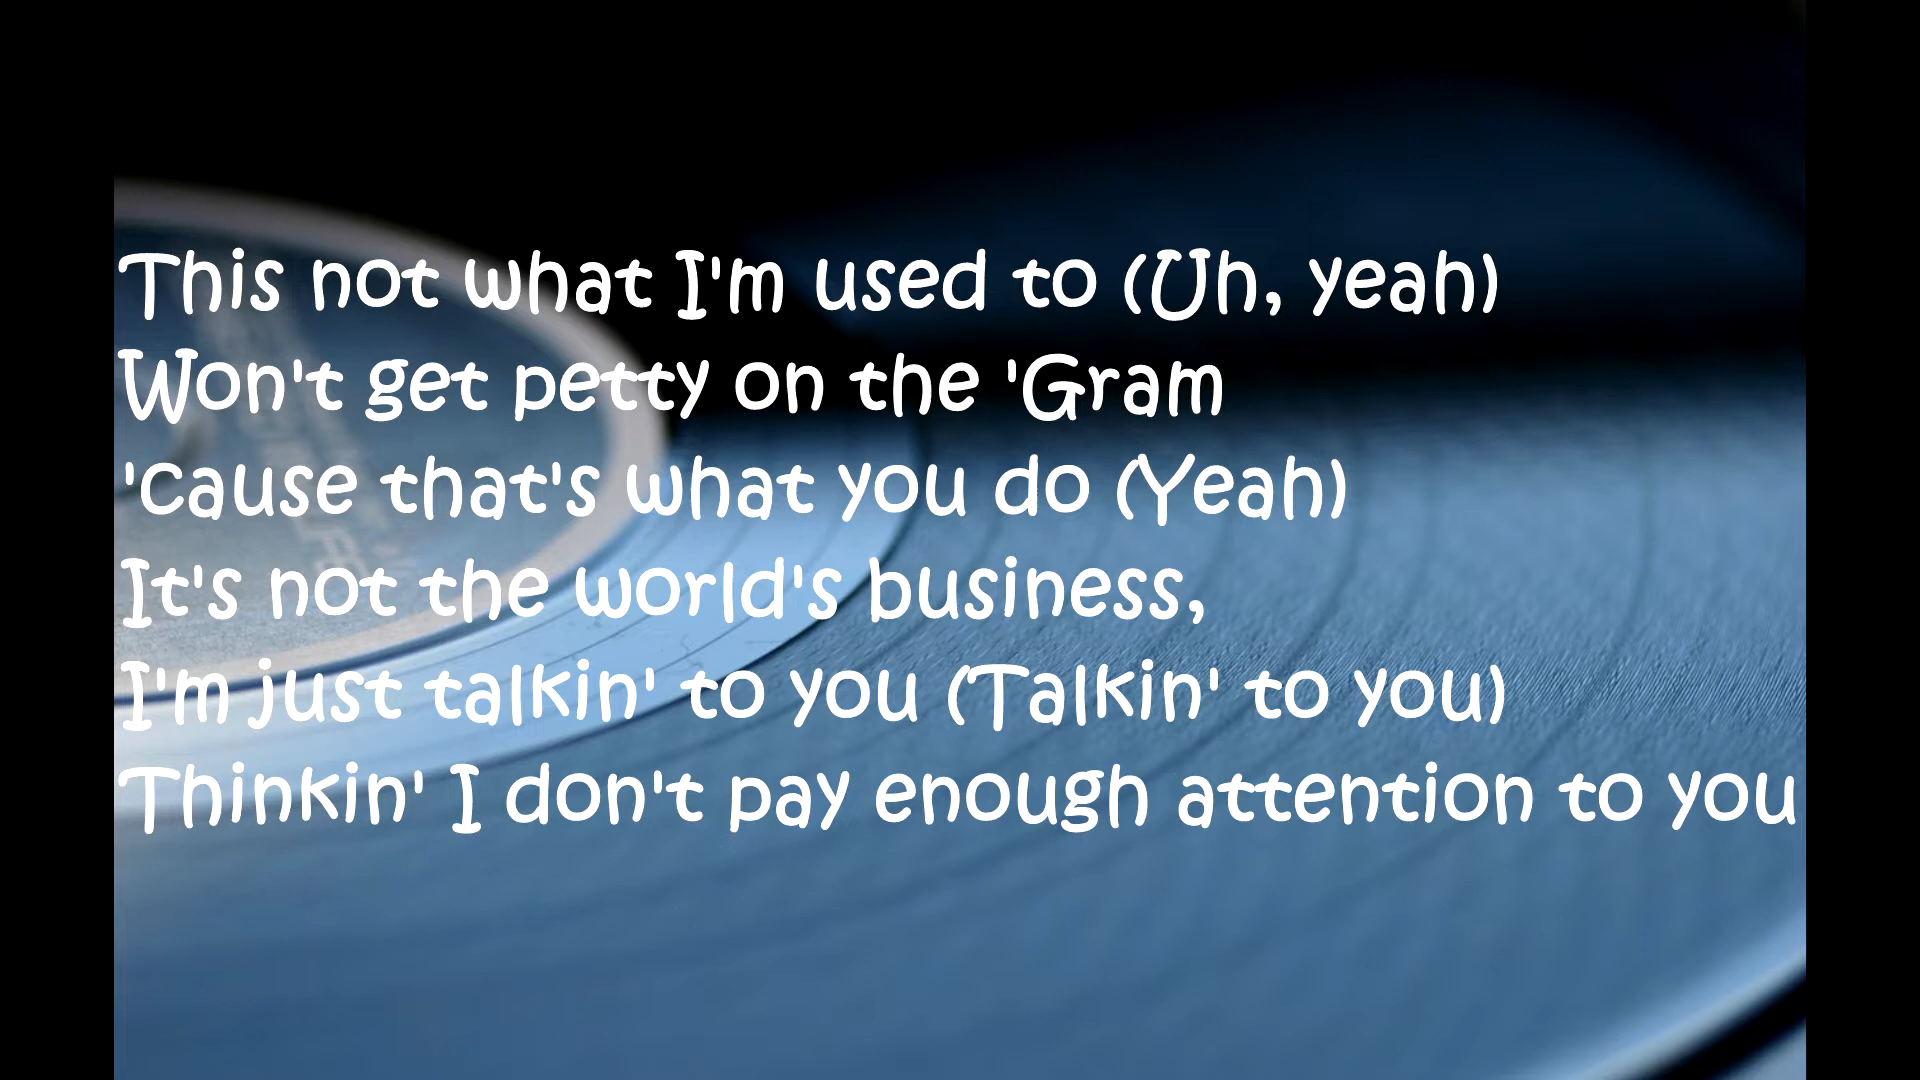 This not what I'm used to (Uh, yeah)
Won't get petty on the 'Gram
'cause that's what you do (Yeah)
It's not the world's business,
I'm just talkin' to you (Talkin' to you)
Thinkin' I don't pay enough attention to you